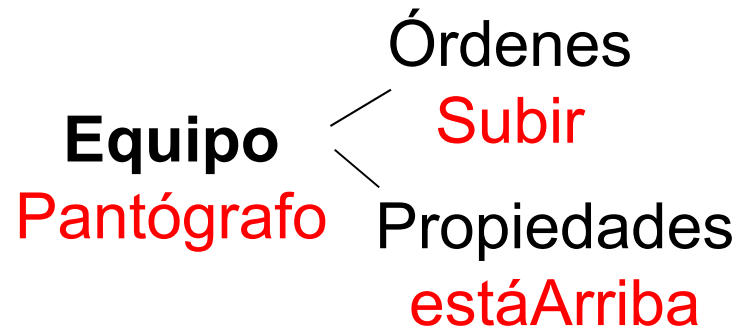 Equipo
Pantógrafo
Órdenes
Subir
Propiedades
estáArriba